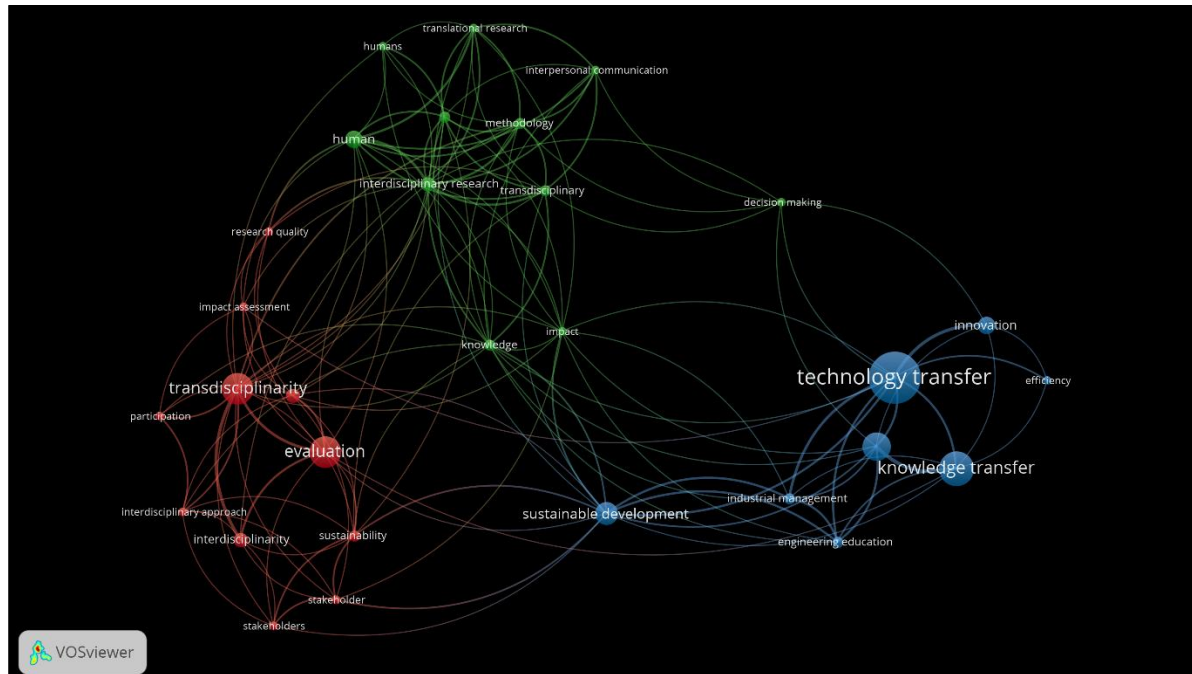 translational research
humans
interpersonal communication
methodology
human
interdisciplinary research
transdisciplinary
decision making
research quality
impact assessment
innovation
impact
knowledge
technology transfer
efficiency
transdisciplinarity
participation
evaluation
knowledge transfer
industrial management
interdisciplinary approach
sustainable development
sustainability
interdisciplinarity
engineering education
stakeholder
stakeholders
VOSviewer